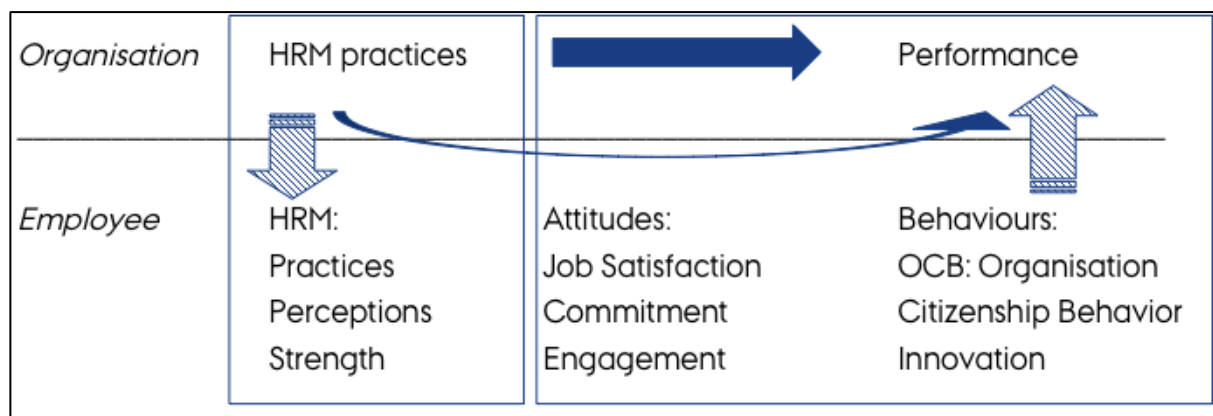 Organisation HRM practices Performance
Employee HRM: Attitudes: Behaviours:
Practices Job Satisfaction OCB: Organisation
Perceptions Commitment Citizenship Behavior
Strength Engagement Innovation